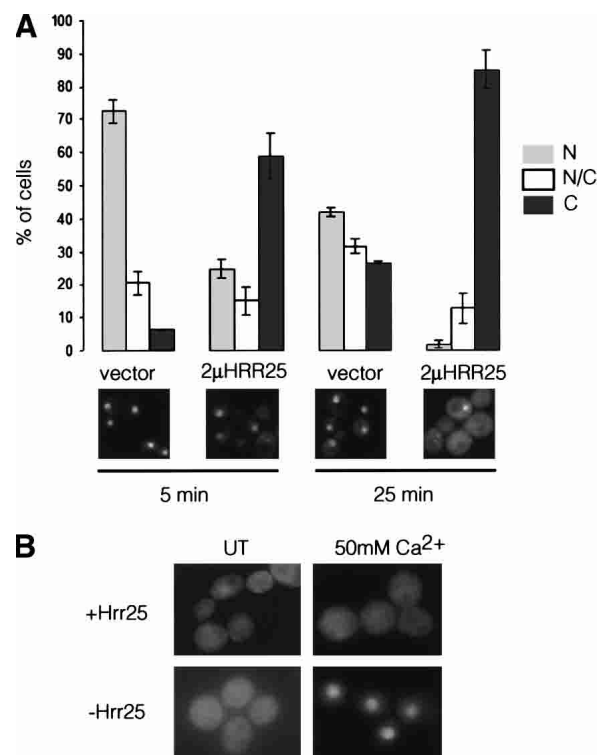 A
100
90
80
70
60
50
40
30
20
10
0
% of cells
N
N/C
C
vector 2µHRR25 vector 2µHRR25
5 min 25 min
B
UT 50mM Ca2+
+Hrr25
-Hrr25